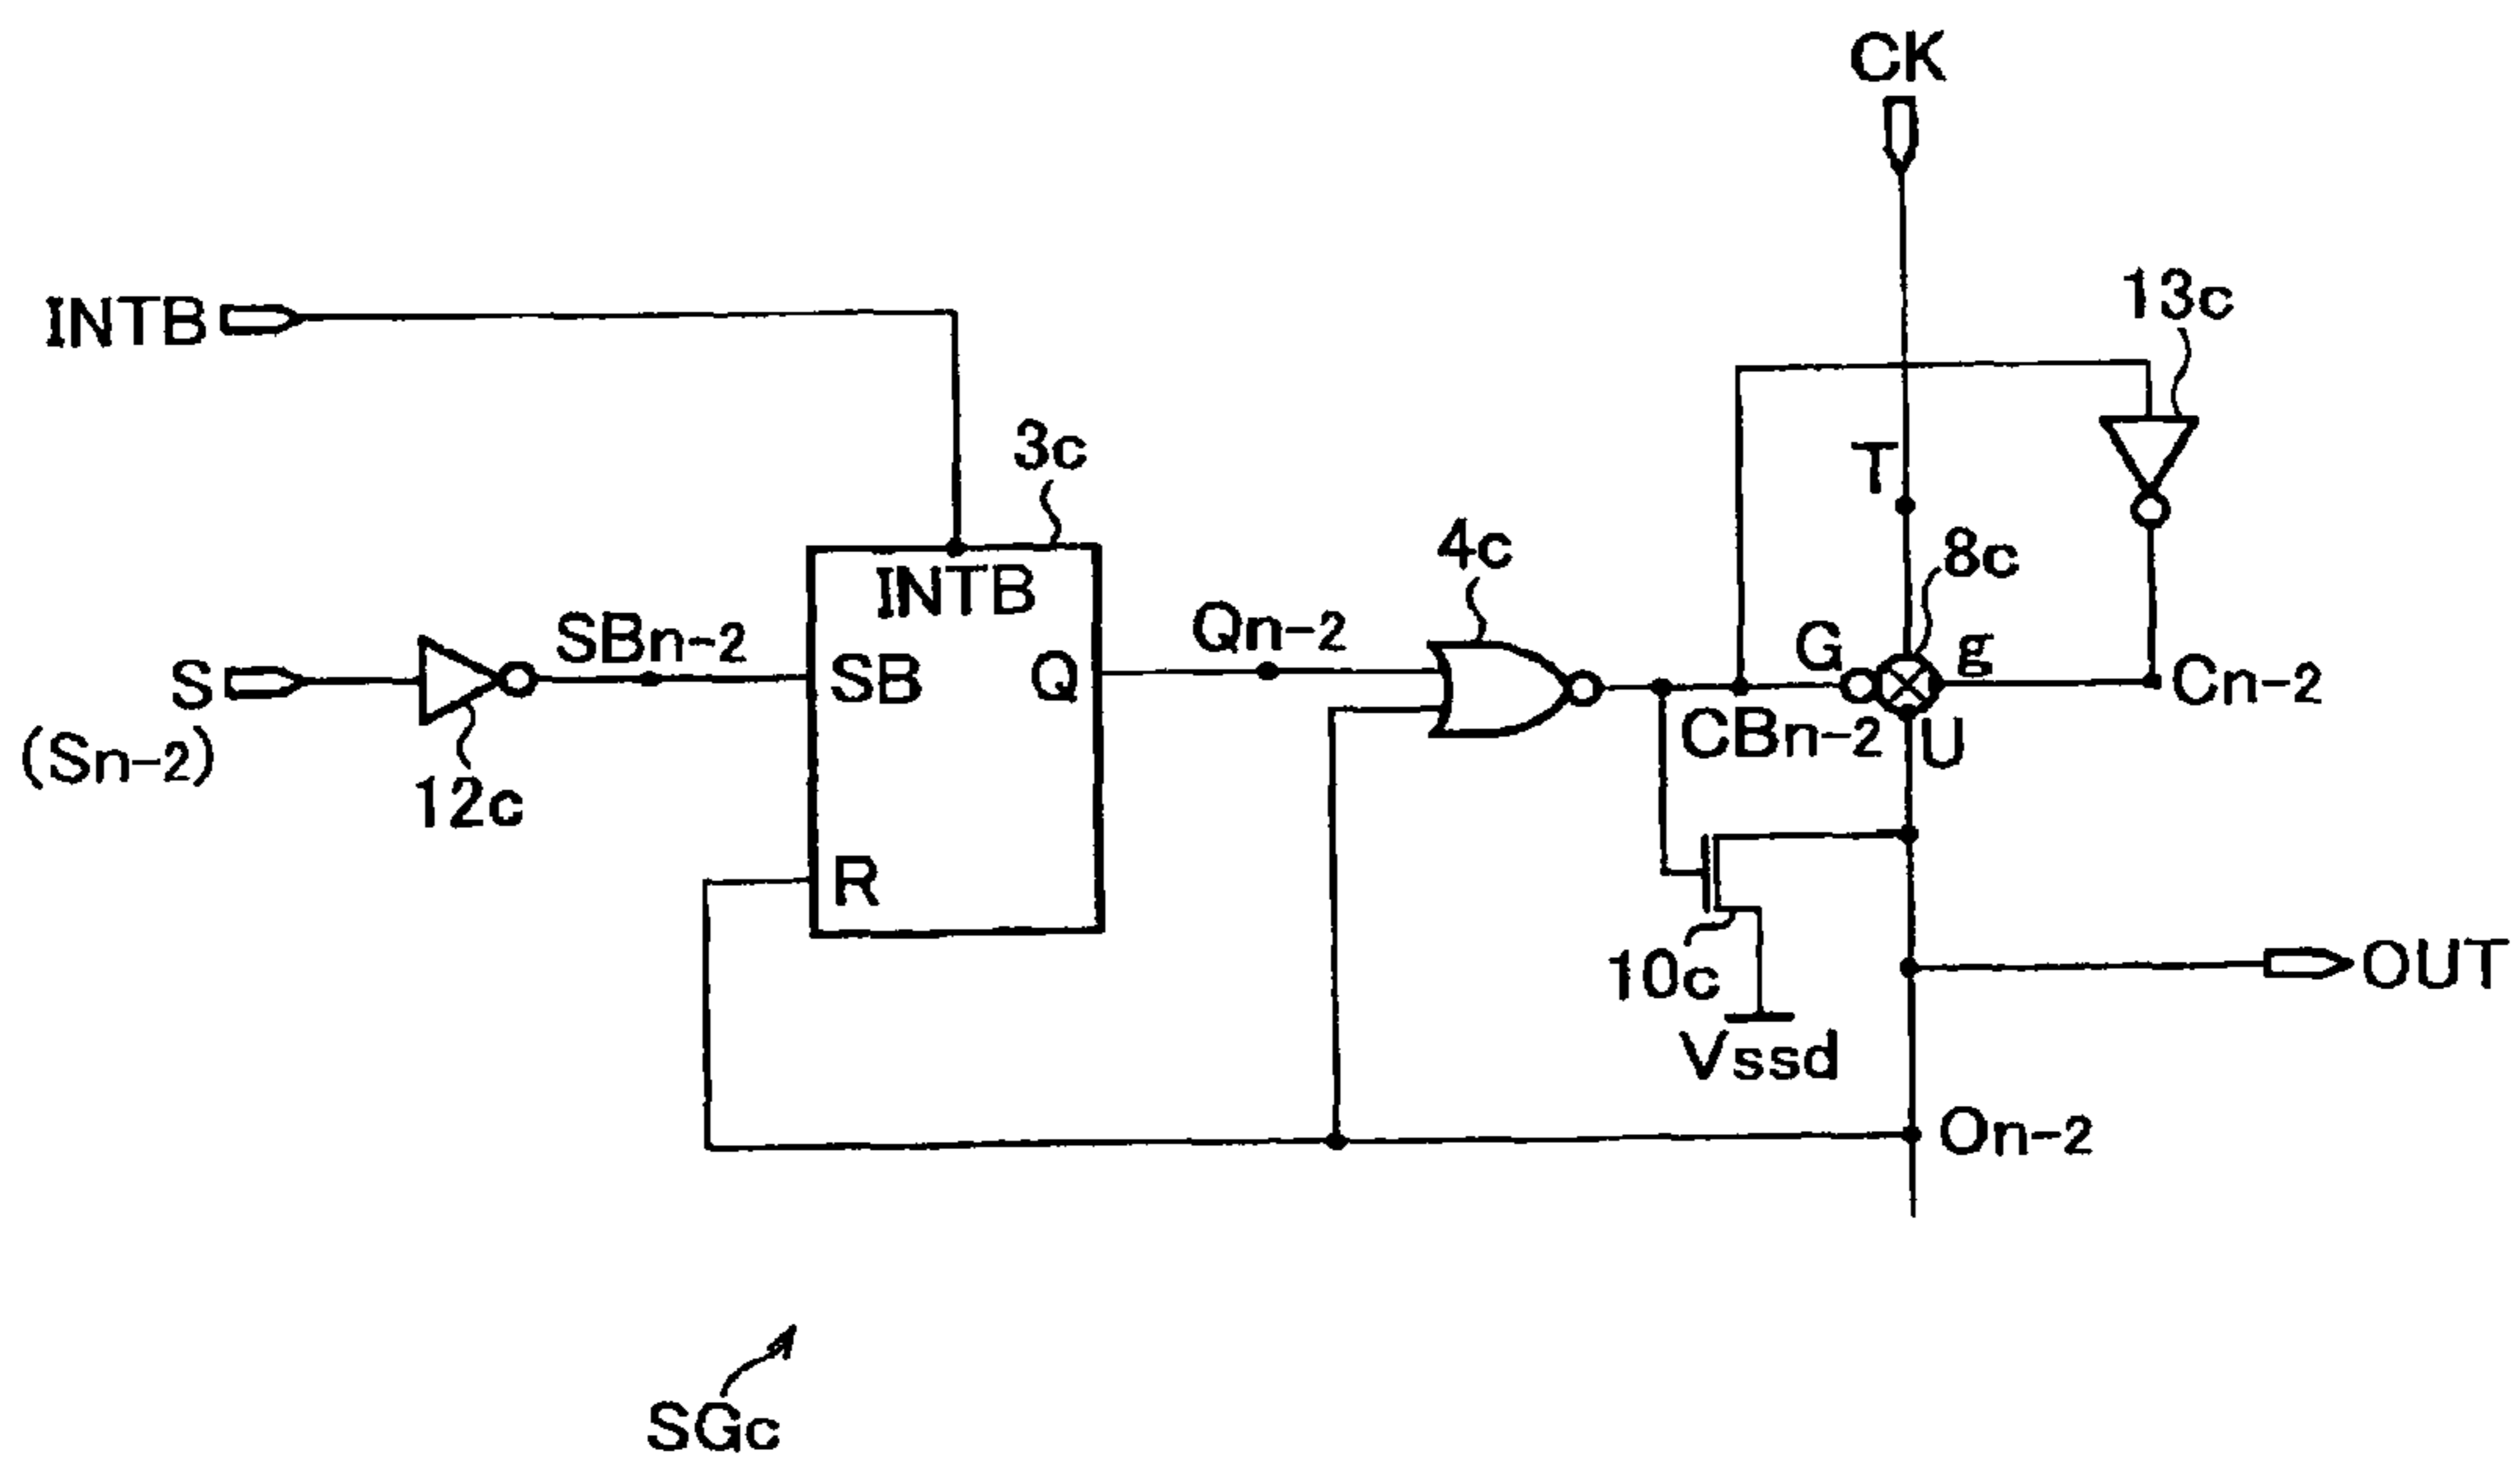 CK
INTB
13c
3c
T
4c
8c
INTB
SBn-2
Qn-2
G
g
S
SB
Q
Cn-2
(Sn-2)
CBn-2
U
12c
R
10c
OUT
Vssd
On-2
SGc